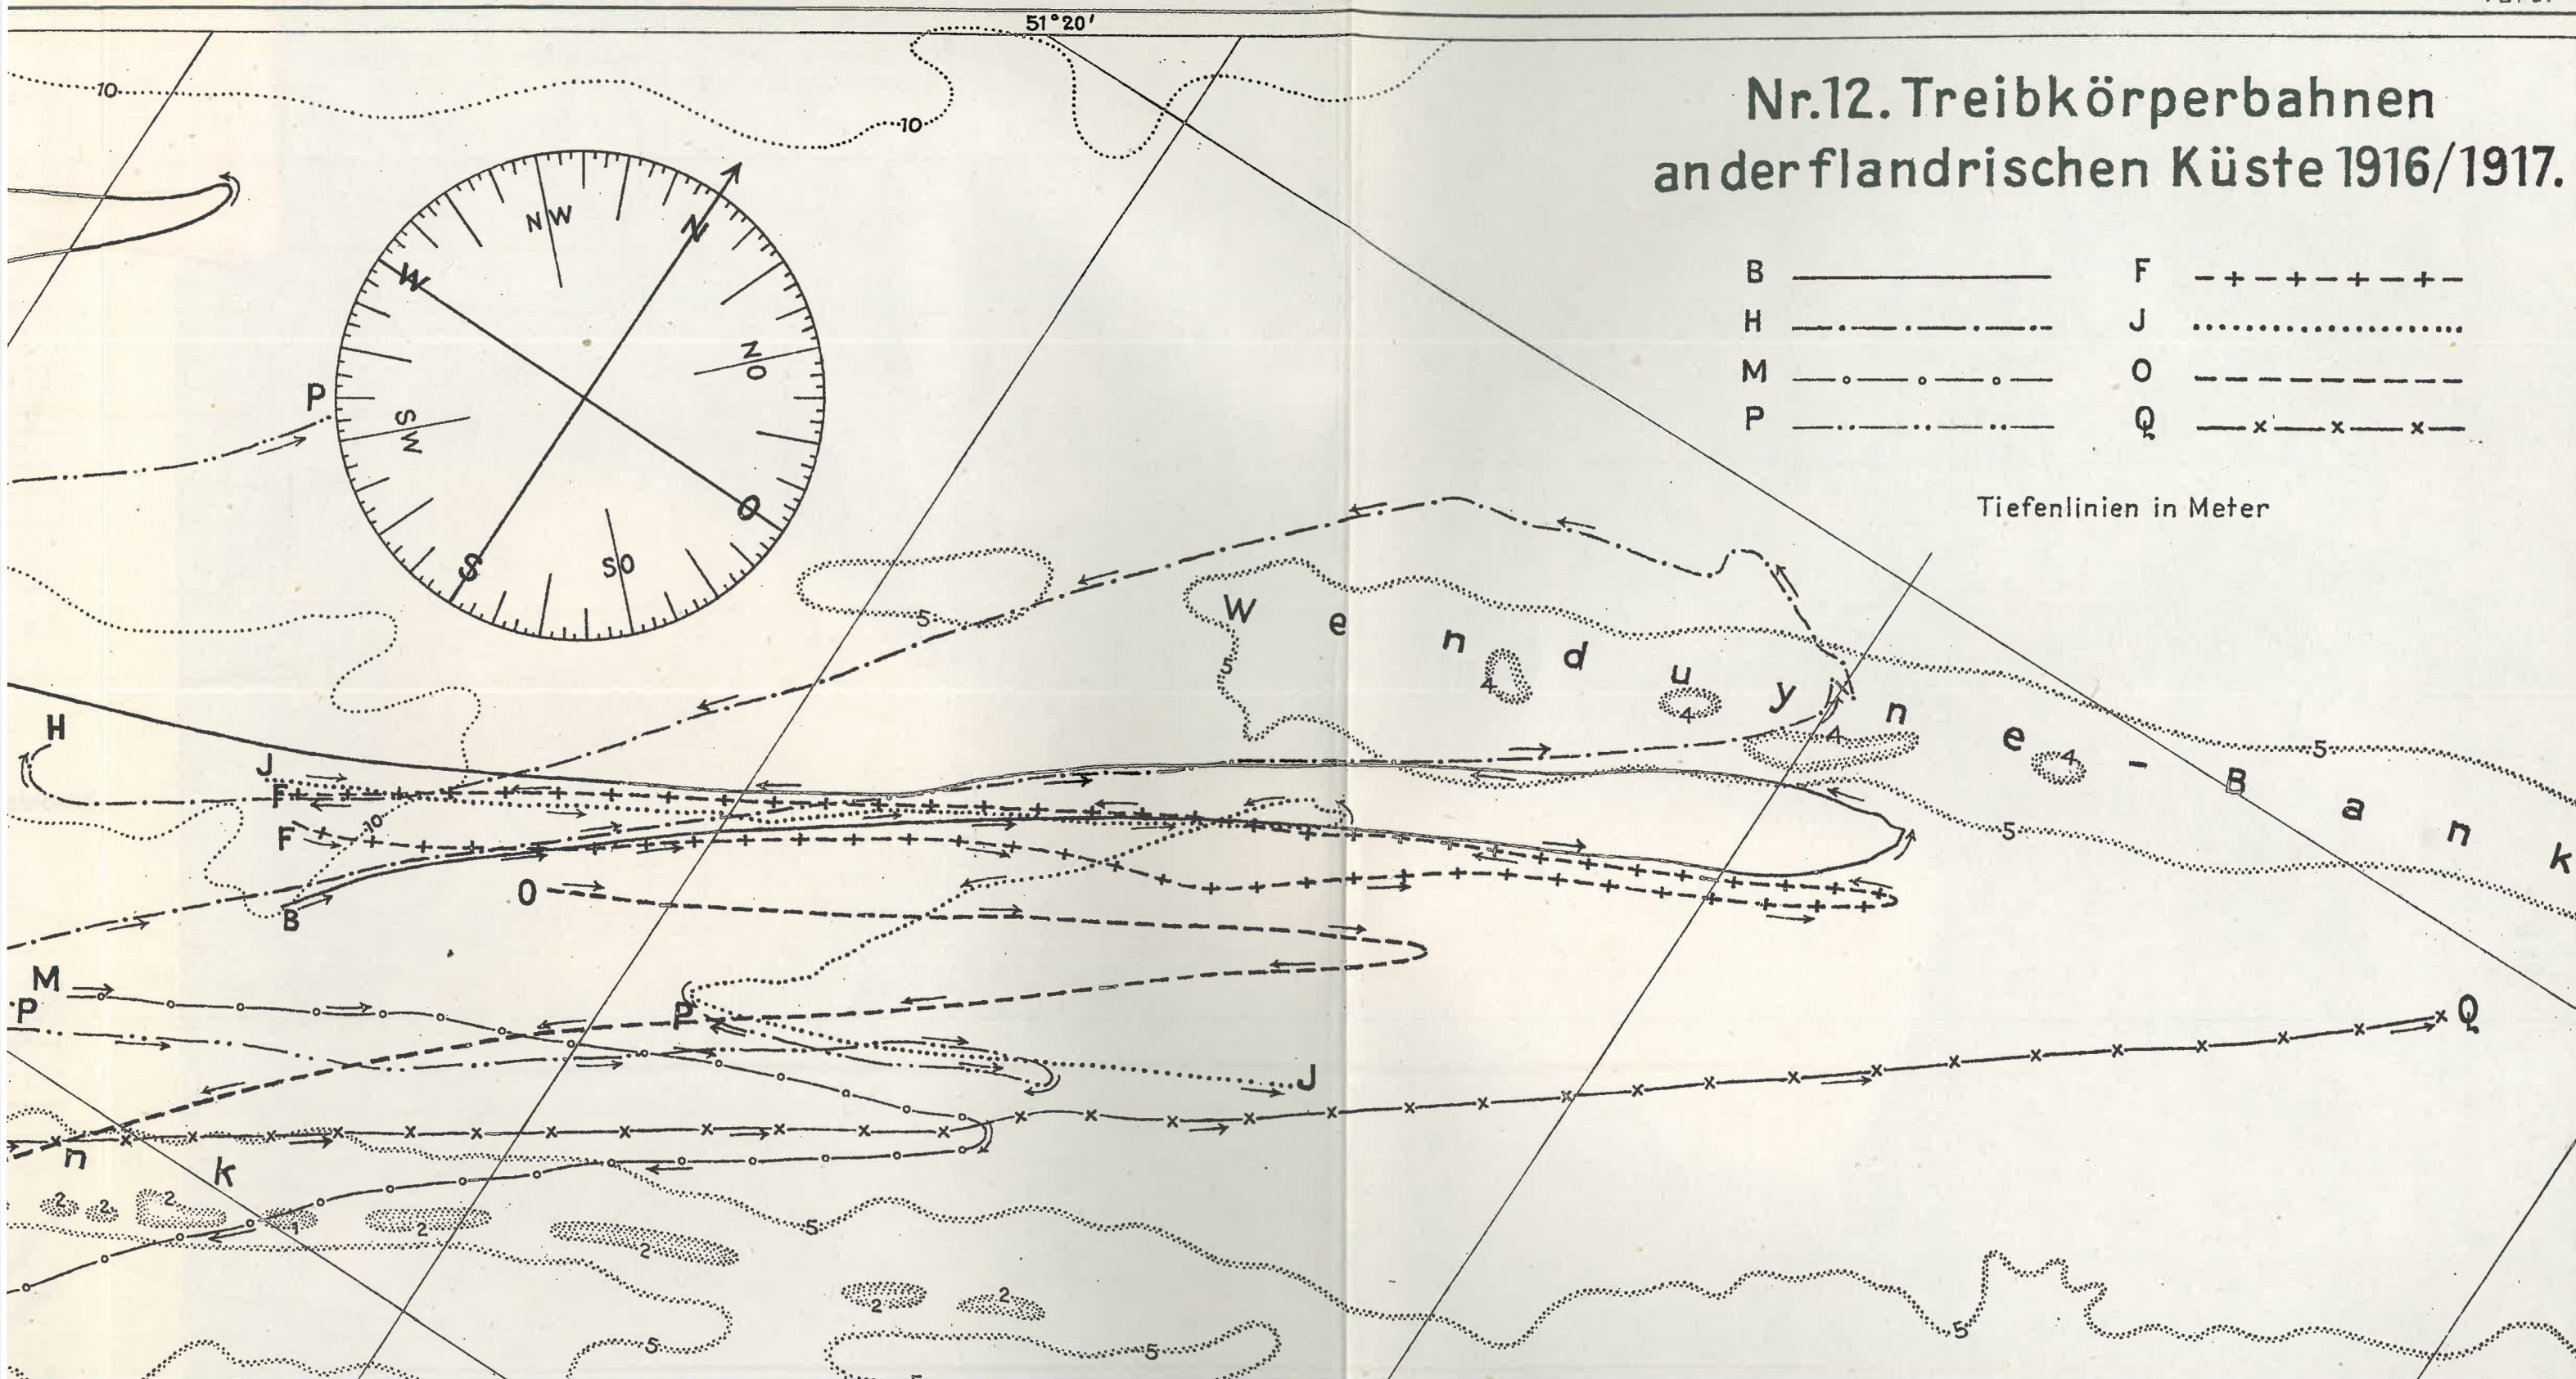 51°20'
Nr.12. Treibkörperbahnen
an der flandrischen Küste 1916/1917.
B F
H J
M O
P Q
Tiefenlinien in Meter
10
10
N
NW
W
NO
SW
O
S
SO
P
5
W e n d u y n e - B a n k
5
4
4
4
4
5
5
H
J
F
10
F
B
O
M
P
P
J
Q
n k
2
2
2
1
2
2
5
2
2
5
5
5